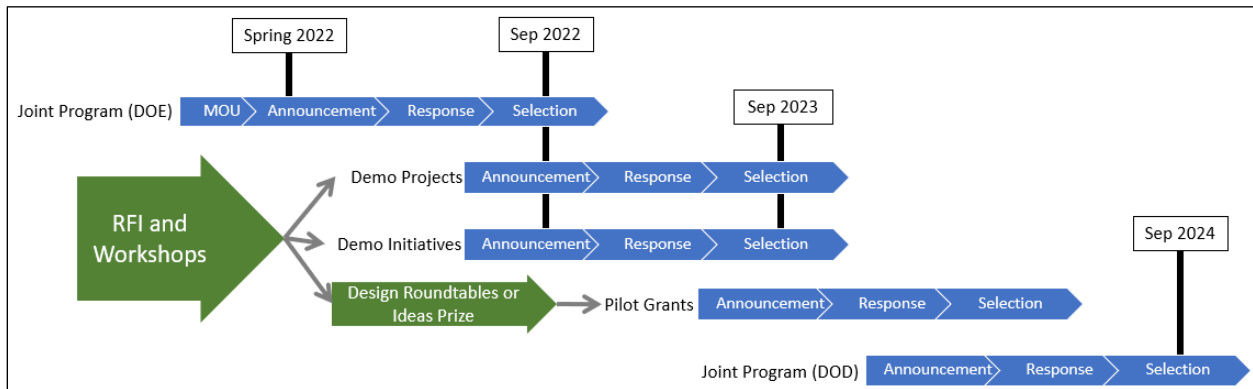 Spring 2022
Sep 2022
Joint Program (DOE)
MOU
Announcement
Response
Selection
Sep 2023
Demo Projects
Announcement
Response
Selection
RFI and
Workshops
Demo Initiatives
Announcement
Response
Selection
Sep 2024
Design Roundtables or
Ideas Prize
Pilot Grants
Announcement
Response
Selection
Joint Program (DOD)
Announcement
Response
Selection